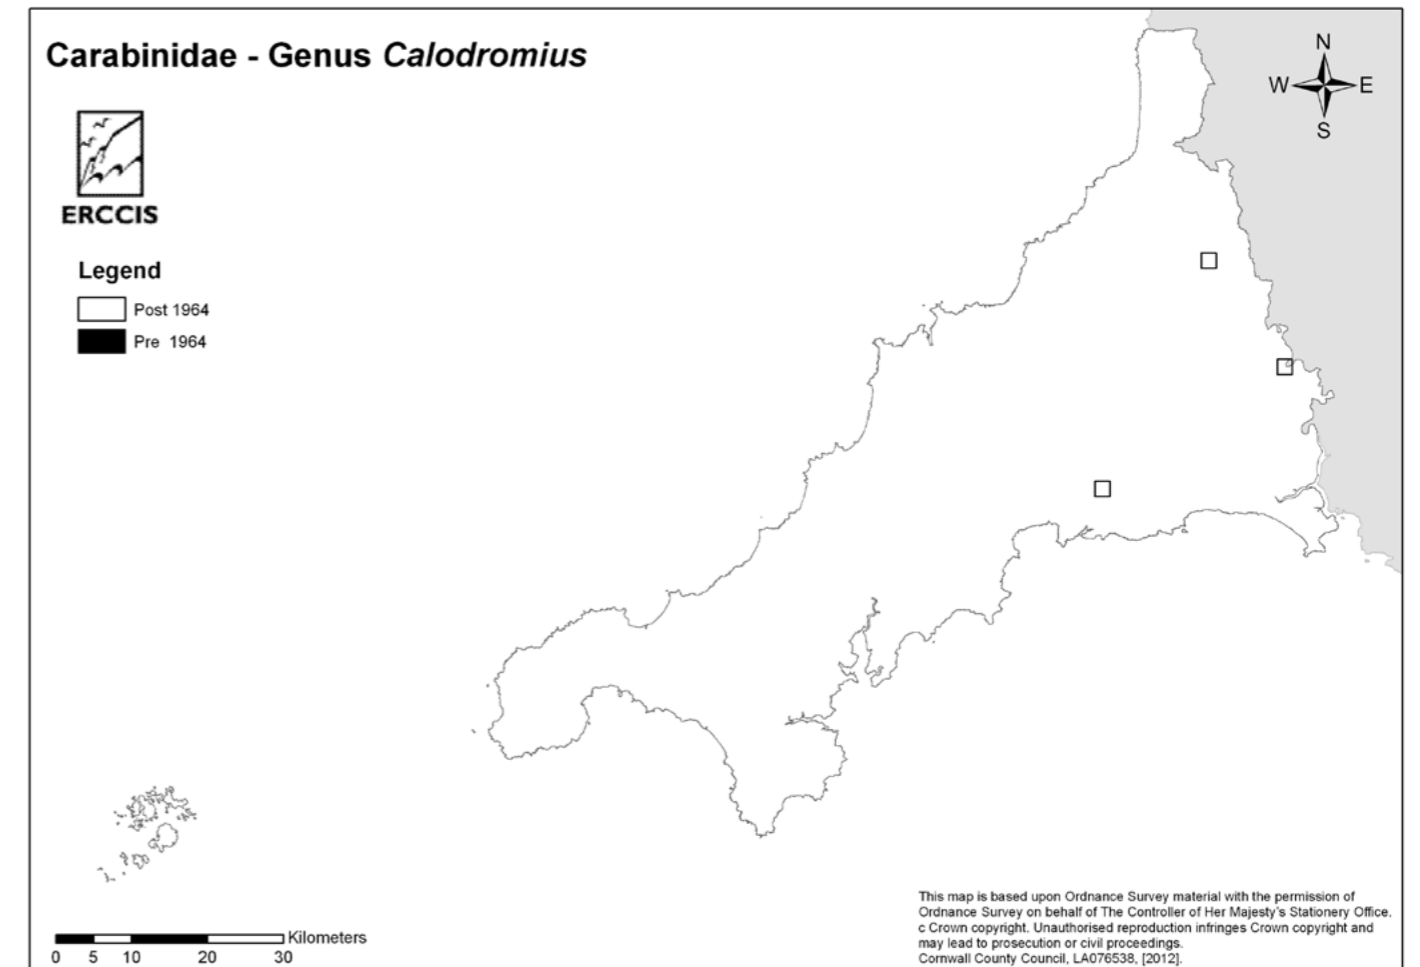 Carabinidae - Genus Calodromius
N
W E
S
ERCCIS
Legend
Post 1964
Pre 1964
Kilometers
0 5 10 20 30
This map is based upon Ordnance Survey material with the permission of
Ordnance Survey on behalf of The Controller of Her Majesty's Stationery Office.
c Crown copyright. Unauthorised reproduction infringes Crown copyright and
may lead to prosecution or civil proceedings.
Cornwall County Council, LA076538, [2012].